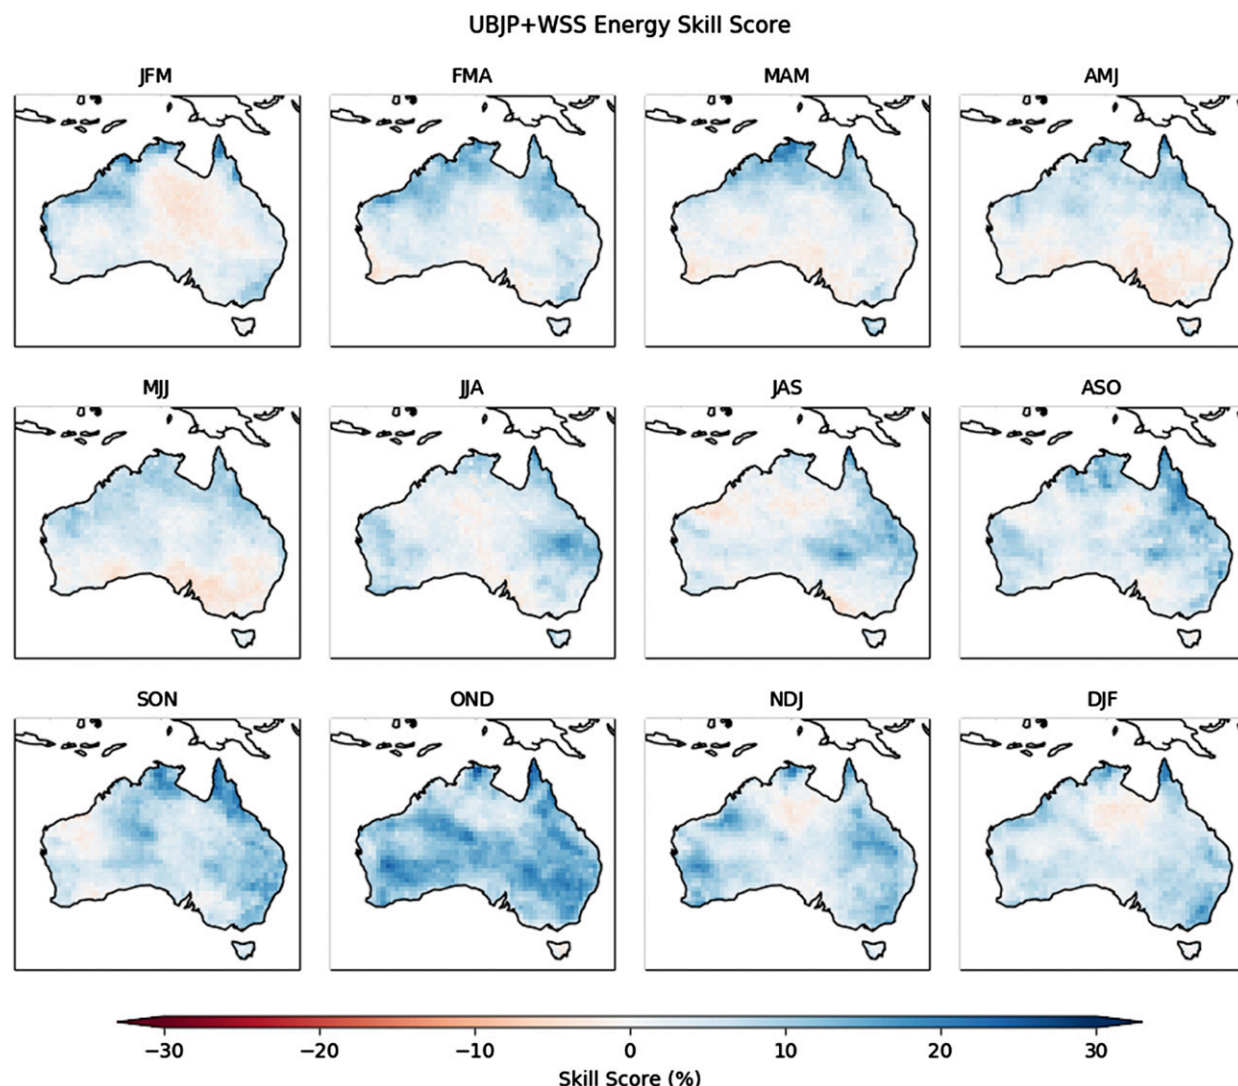 UBJP+WSS Energy Skill Score
JFM FMA MAM AMJ
MJJ JJA JAS ASO
SON OND NDJ DJF
−30 −20 −10 0 10 20 30
Skill Score (%)